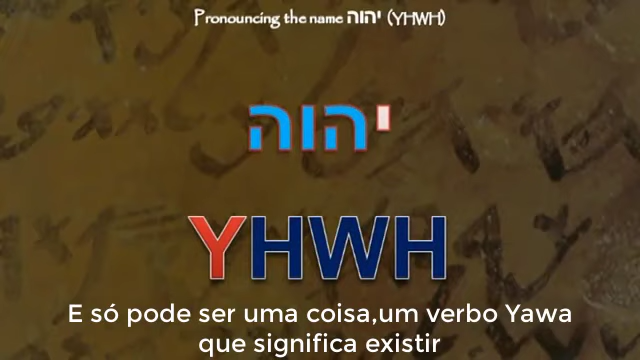 Pronouncing the name יהוה (YHWH)
יהוה
YHWH
E só pode ser uma coisa,um verbo Yawa
que significa existir